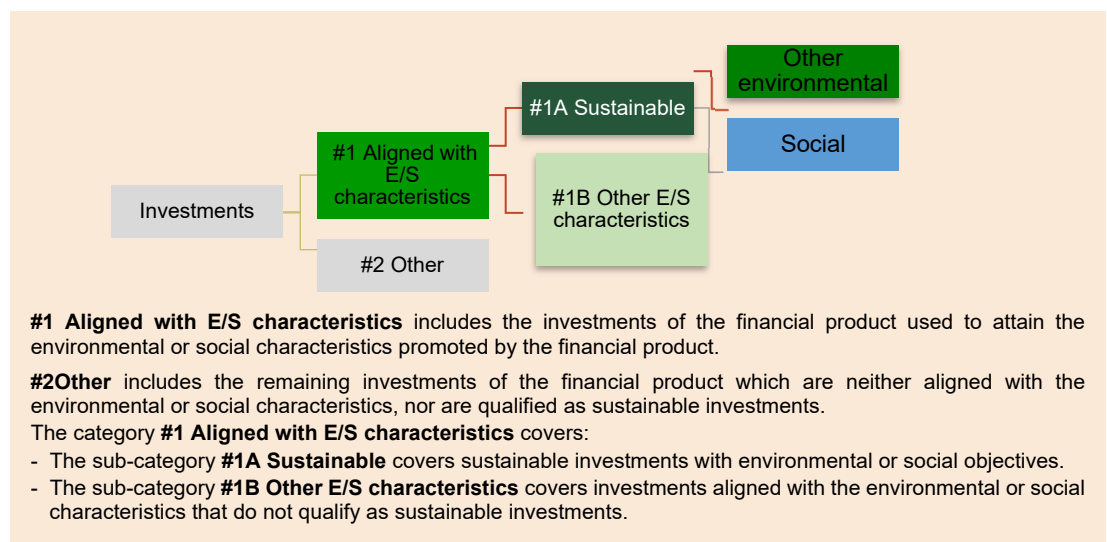 Other
environmental
#1A Sustainable
Social
#1 Aligned with
E/S
characteristics
#1B Other E/S
characteristics
Investments
#2 Other
#1 Aligned with E/S characteristics includes the investments of the financial product used to attain the
environmental or social characteristics promoted by the financial product.
#2Other includes the remaining investments of the financial product which are neither aligned with the
environmental or social characteristics, nor are qualified as sustainable investments.
The category #1 Aligned with E/S characteristics covers:
- The sub-category #1A Sustainable covers sustainable investments with environmental or social objectives.
- The sub-category #1B Other E/S characteristics covers investments aligned with the environmental or social
characteristics that do not qualify as sustainable investments.